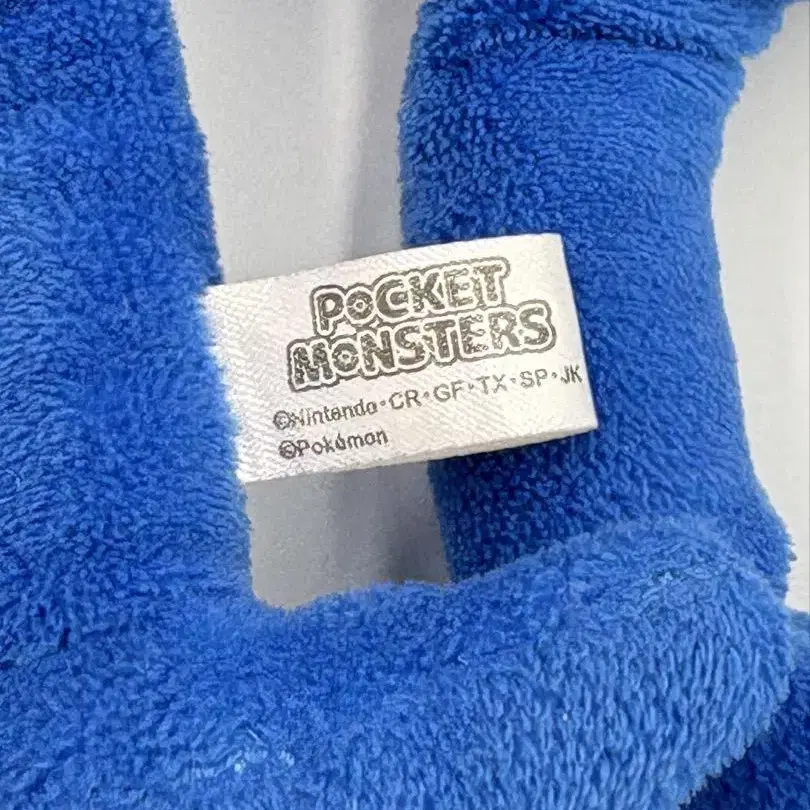 POCKET
MONSTERS
©Nintendo・CR・GF・TX・SP・JK
©Pokémon